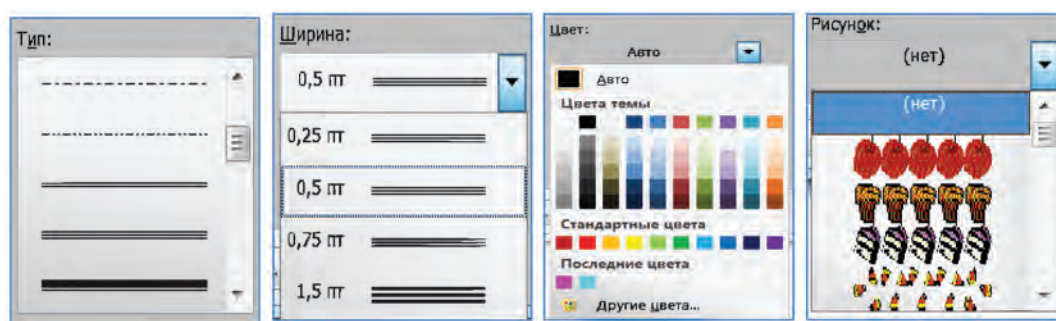 Тип:
Ширина:
0,5 пт
0,25 пт
0,5 пт
0,75 пт
1,5 пт
Цвет:
Авто
Авто
Цвета темы
Стандартные цвета
Последние цвета
Другие цвета...
Рисунок:
(нет)
(нет)